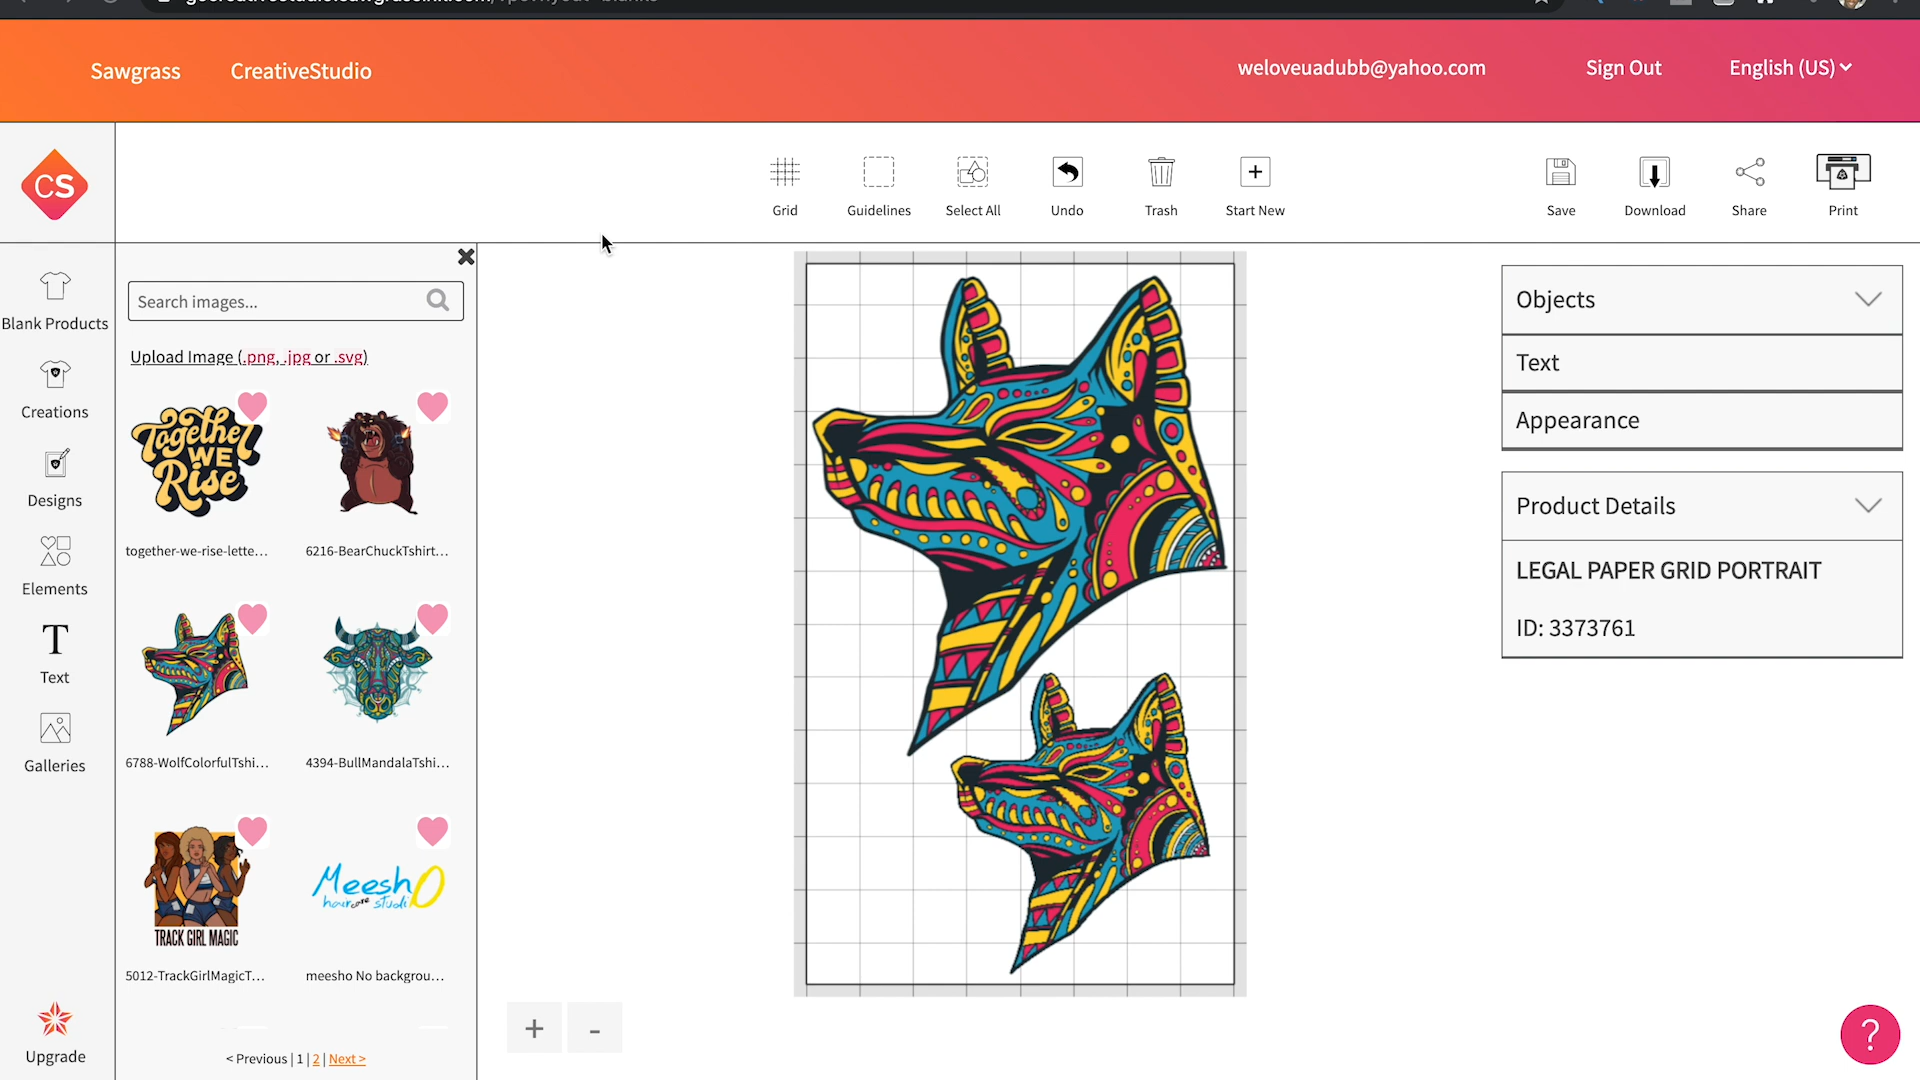 Sawgrass
CreativeStudio
weloveuadubb@yahoo.com
Sign Out
English (US)
CS
Grid
Guidelines
Select All
Undo
Trash
Start New
Save
Download
Share
Print
Blank Products
Creations
Designs
Elements
T
Text
Galleries
Upgrade
Search images...
Upload Image (.png, .jpg or .svg)
Together
WE
Rise
together-we-rise-lette...
6216-BearChuckTshirt...
6788-WolfColorfulTshi...
4394-BullMandalaTshi...
TRACK GIRL MAGIC
Meesho
haircare studio
5012-TrackGirlMagicT...
meesho No backgrou...
< Previous | 1 | 2 | Next >
+
-
Objects
Text
Appearance
Product Details
LEGAL PAPER GRID PORTRAIT
ID: 3373761
?